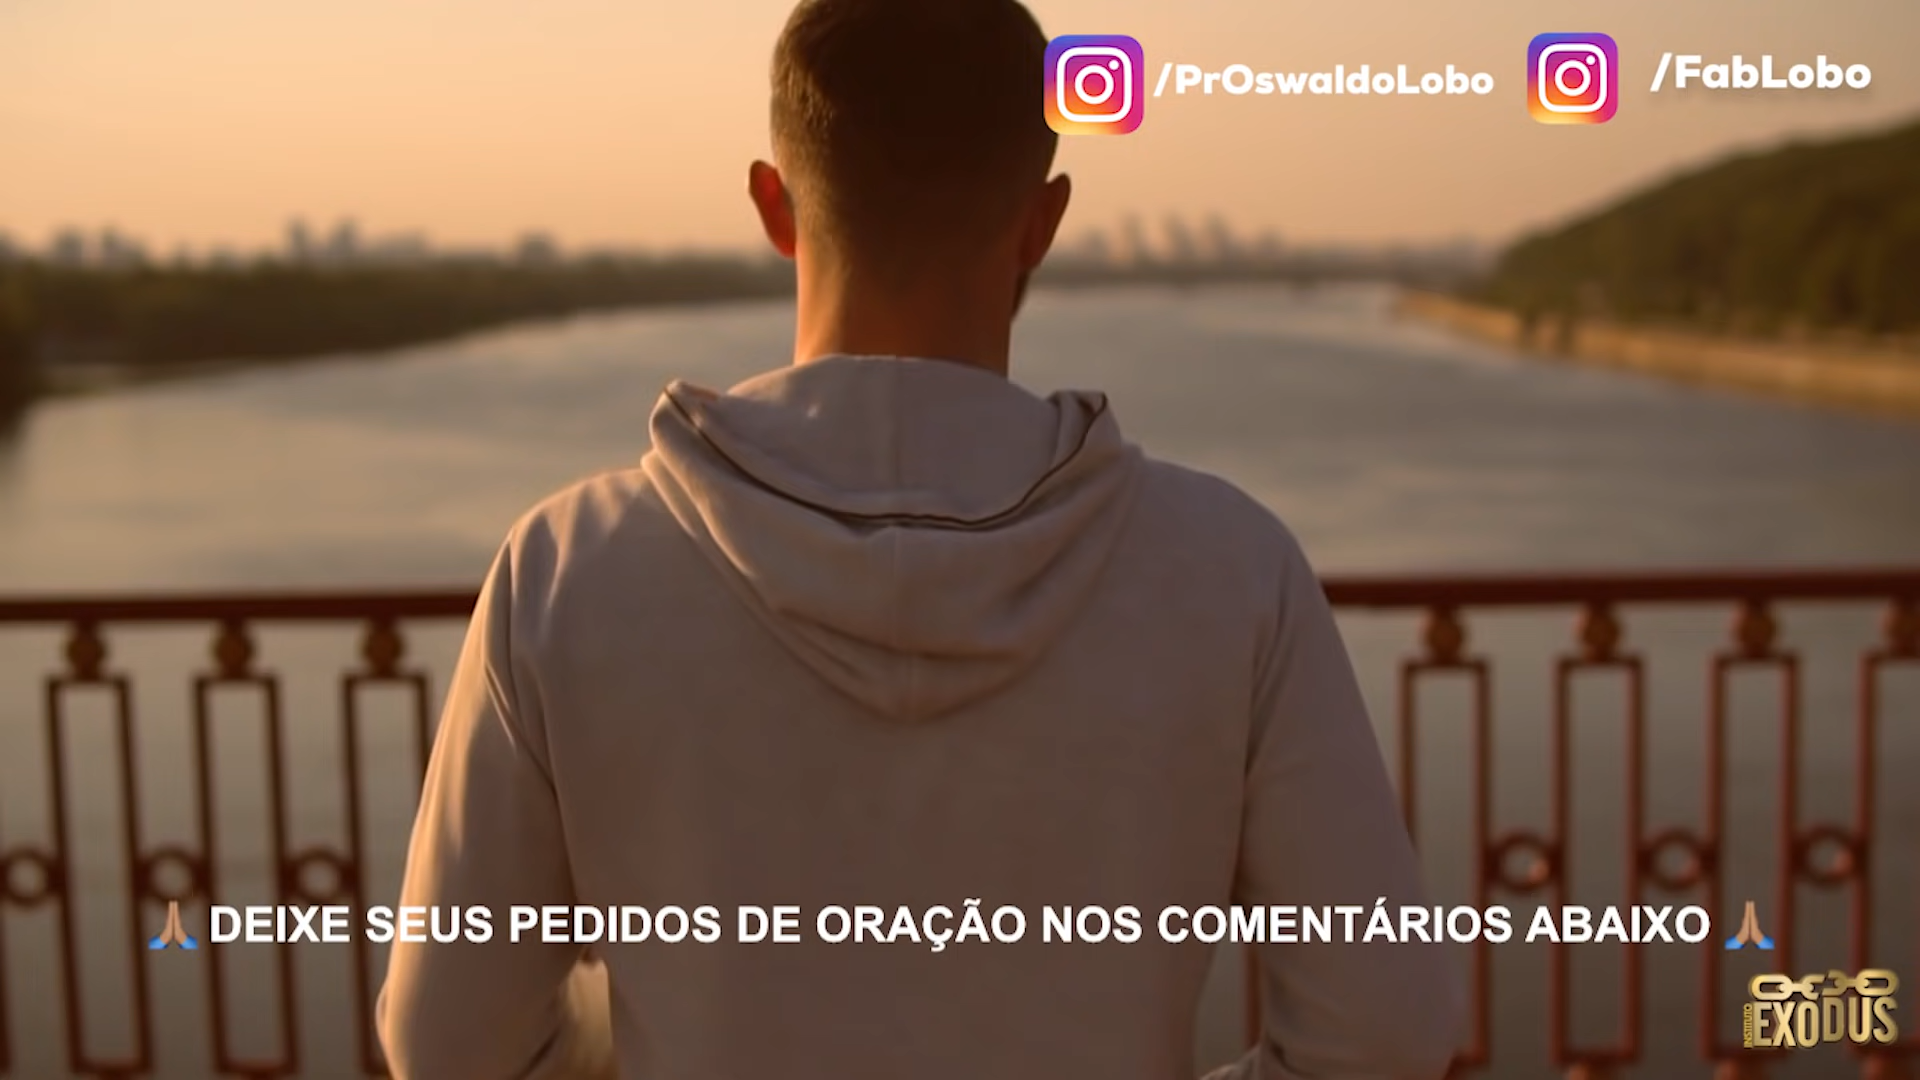 /PrOswaldoLobo
/FabLobo
🙏🏽 DEIXE SEUS PEDIDOS DE ORAÇÃO NOS COMENTÁRIOS ABAIXO 🙏🏽
INSTITUTO
EXODUS